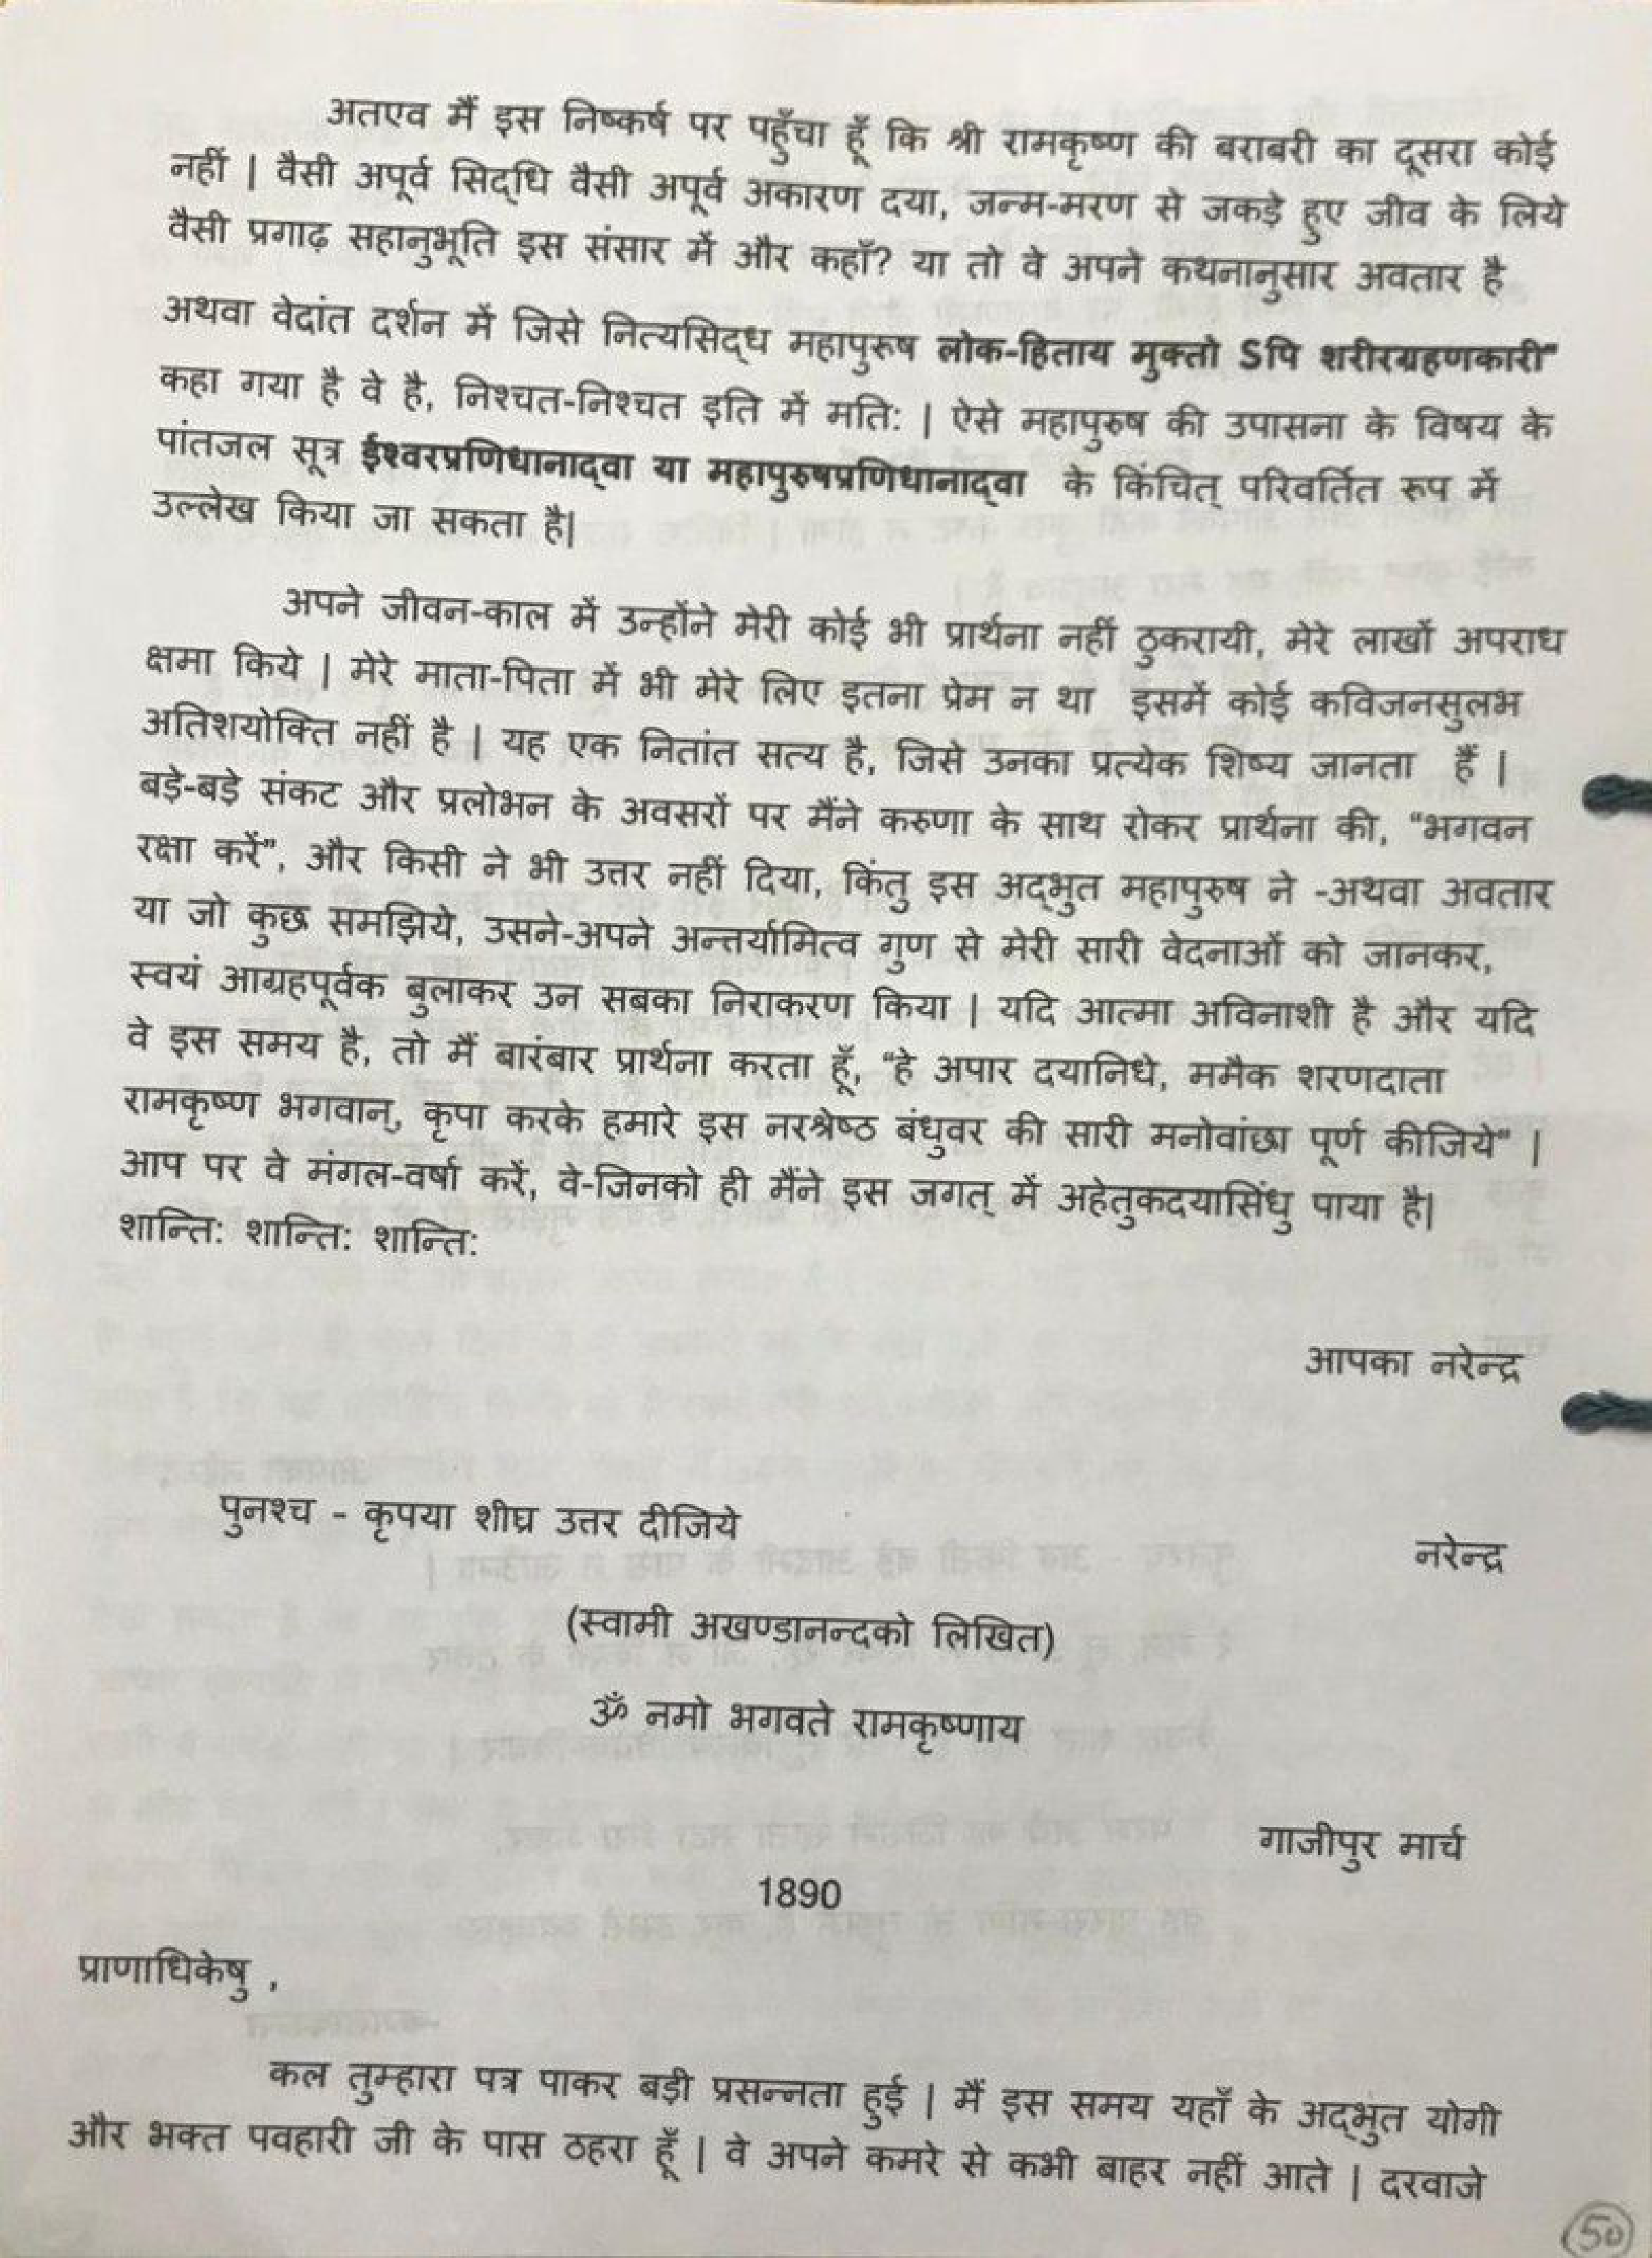 अतएव मैं इस निष्कर्ष पर पहुँचा हूँ कि श्री रामकृष्ण की बराबरी का दूसरा कोई
नहीं | वैसी अपूर्व सिद्धि वैसी अपूर्व अकारण दया, जन्म-मरण से जकड़े हुए जीव के लिये
वैसी प्रगाढ़ सहानुभूति इस संसार में और कहाँ? या तो वे अपने कथनानुसार अवतार है
अथवा वेदांत दर्शन में जिसे नित्यसिद्ध महापुरुष लोक-हिताय मुक्तो Sपि शरीरग्रहणकारी"
कहा गया है वे है, निश्चत-निश्चत इति में मति: | ऐसे महापुरुष की उपासना के विषय के
पांतजल सूत्र ईश्वरप्रणिधानाद्वा या महापुरुषप्रणिधानाद्वा के किंचित् परिवर्तित रूप में
उल्लेख किया जा सकता है|
अपने जीवन-काल में उन्होंने मेरी कोई भी प्रार्थना नहीं ठुकरायी, मेरे लाखों अपराध
क्षमा किये | मेरे माता-पिता में भी मेरे लिए इतना प्रेम न था इसमें कोई कविजनसुलभ
अतिशयोक्ति नहीं है | यह एक नितांत सत्य है, जिसे उनका प्रत्येक शिष्य जानता हैं |
बड़े-बड़े संकट और प्रलोभन के अवसरों पर मैंने करुणा के साथ रोकर प्रार्थना की, "भगवन
रक्षा करें", और किसी ने भी उत्तर नहीं दिया, किंतु इस अद्भुत महापुरुष ने -अथवा अवतार
या जो कुछ समझिये, उसने-अपने अन्तर्यामित्व गुण से मेरी सारी वेदनाओं को जानकर,
स्वयं आग्रहपूर्वक बुलाकर उन सबका निराकरण किया | यदि आत्मा अविनाशी है और यदि
वे इस समय है, तो मैं बारंबार प्रार्थना करता हूँ, "हे अपार दयानिधे, ममैक शरणदाता
रामकृष्ण भगवान्, कृपा करके हमारे इस नरश्रेष्ठ बंधुवर की सारी मनोवांछा पूर्ण कीजिये" |
आप पर वे मंगल-वर्षा करें, वे-जिनको ही मैंने इस जगत् में अहेतुकदयासिंधु पाया है|
शान्ति: शान्ति: शान्ति:
आपका नरेन्द्र
पुनश्च - कृपया शीघ्र उत्तर दीजिये
नरेन्द्र
(स्वामी अखण्डानन्दको लिखित)
ॐ नमो भगवते रामकृष्णाय
गाजीपुर मार्च
1890
प्राणाधिकेषु ,
कल तुम्हारा पत्र पाकर बड़ी प्रसन्नता हुई | मैं इस समय यहाँ के अद्भुत योगी
और भक्त पवहारी जी के पास ठहरा हूँ | वे अपने कमरे से कभी बाहर नहीं आते | दरवाजे
50